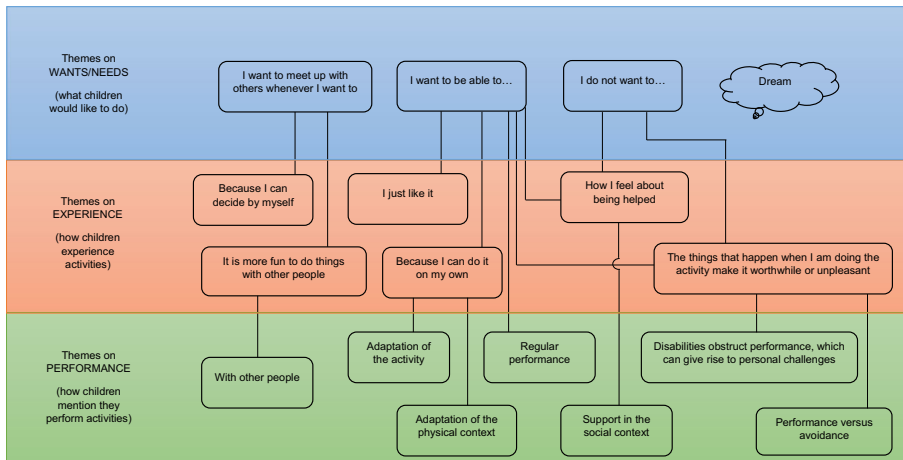 Themes on
WANTS/NEEDS
(what children
would like to do)
I want to meet up with
others whenever I want to
I want to be able to…
I do not want to…
Dream
Themes on
EXPERIENCE
(how children
experience
activities)
Because I can
decide by myself
I just like it
How I feel about
being helped
It is more fun to do things
with other people
Because I can do it
on my own
The things that happen when I am doing the
activity make it worthwhile or unpleasant
Themes on
PERFORMANCE
(how children
mention they
perform activities)
With other people
Adaptation of
the activity
Regular
performance
Disabilities obstruct performance, which
can give rise to personal challenges
Adaptation of the
physical context
Support in the
social context
Performance versus
avoidance